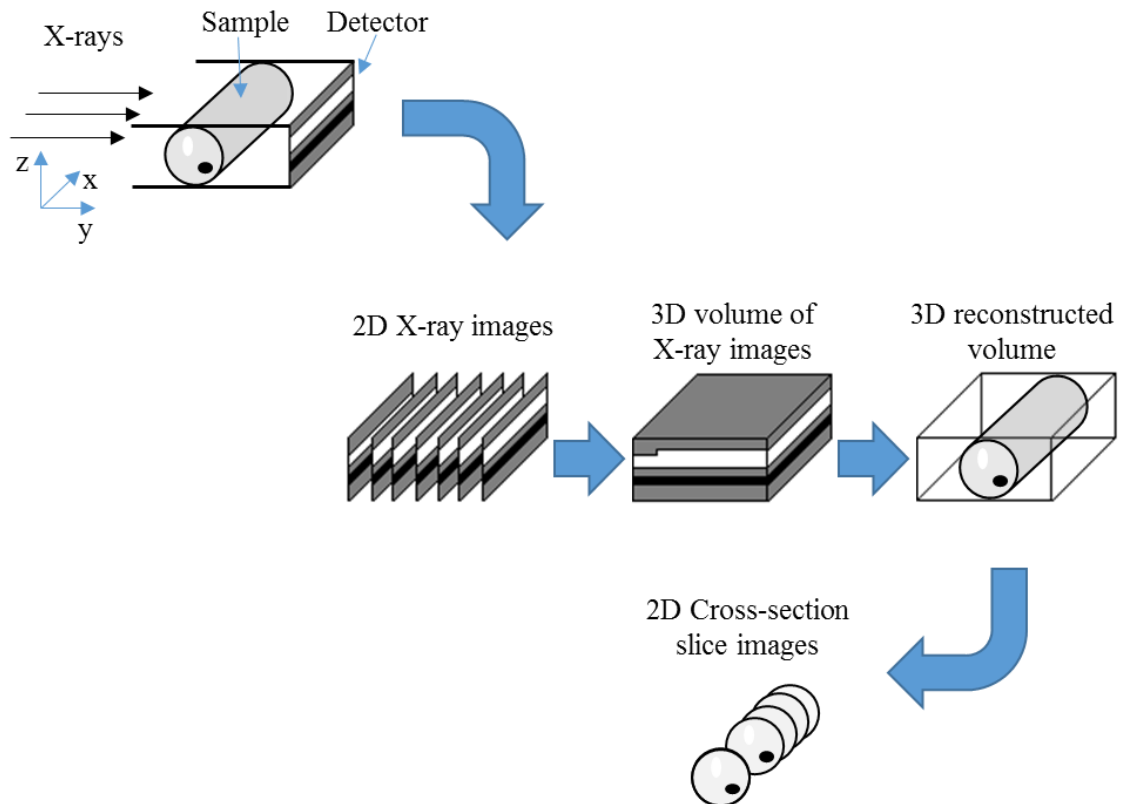 Sample
Detector
X-rays
z
x
y
2D X-ray images
3D volume of
X-ray images
3D reconstructed
volume
2D Cross-section
slice images